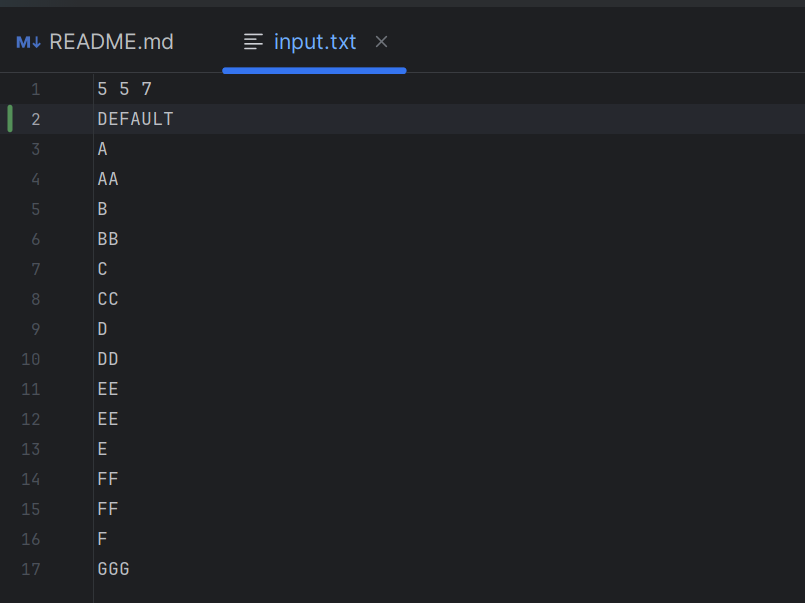 M↓ README.md input.txt ×
1 5 5 7
2 DEFAULT
3 A
4 AA
5 B
6 BB
7 C
8 CC
9 D
10 DD
11 EE
12 EE
13 E
14 FF
15 FF
16 F
17 GGG